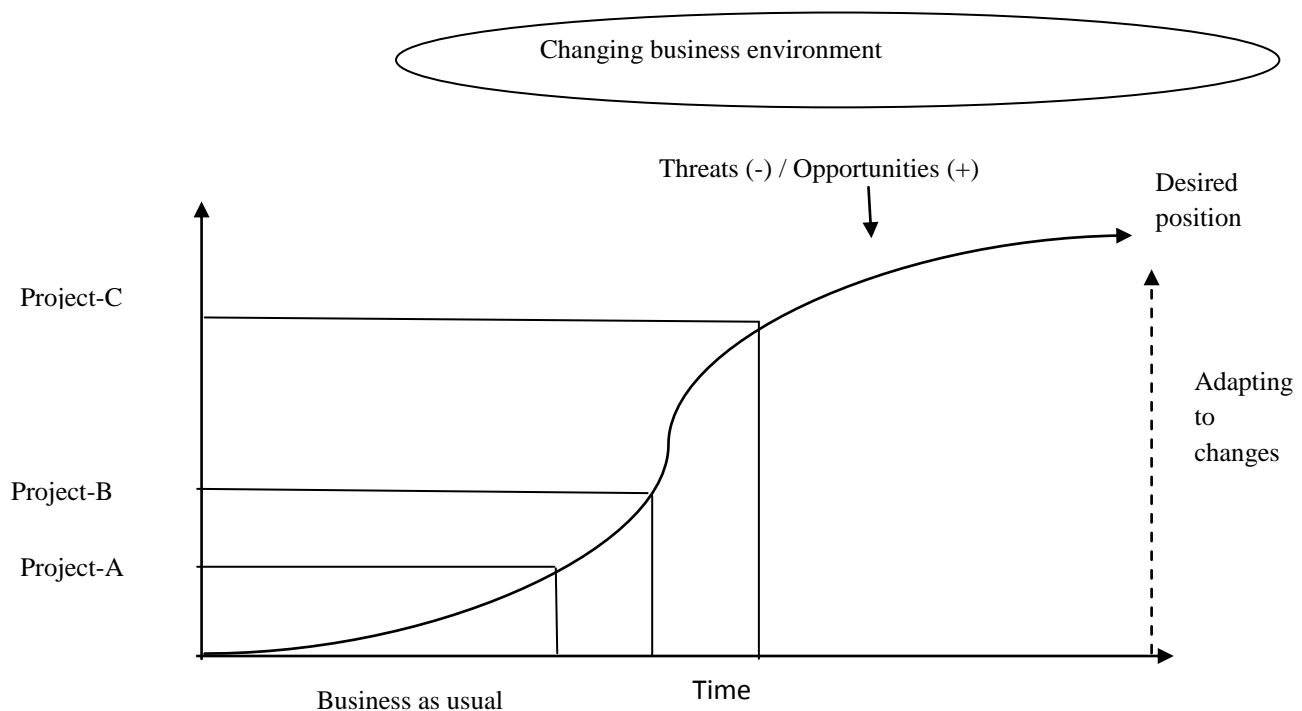 Changing business environment
Threats (-) / Opportunities (+)
Desired
position
Project-C
Adapting
to
changes
Project-B
Project-A
Business as usual
Time